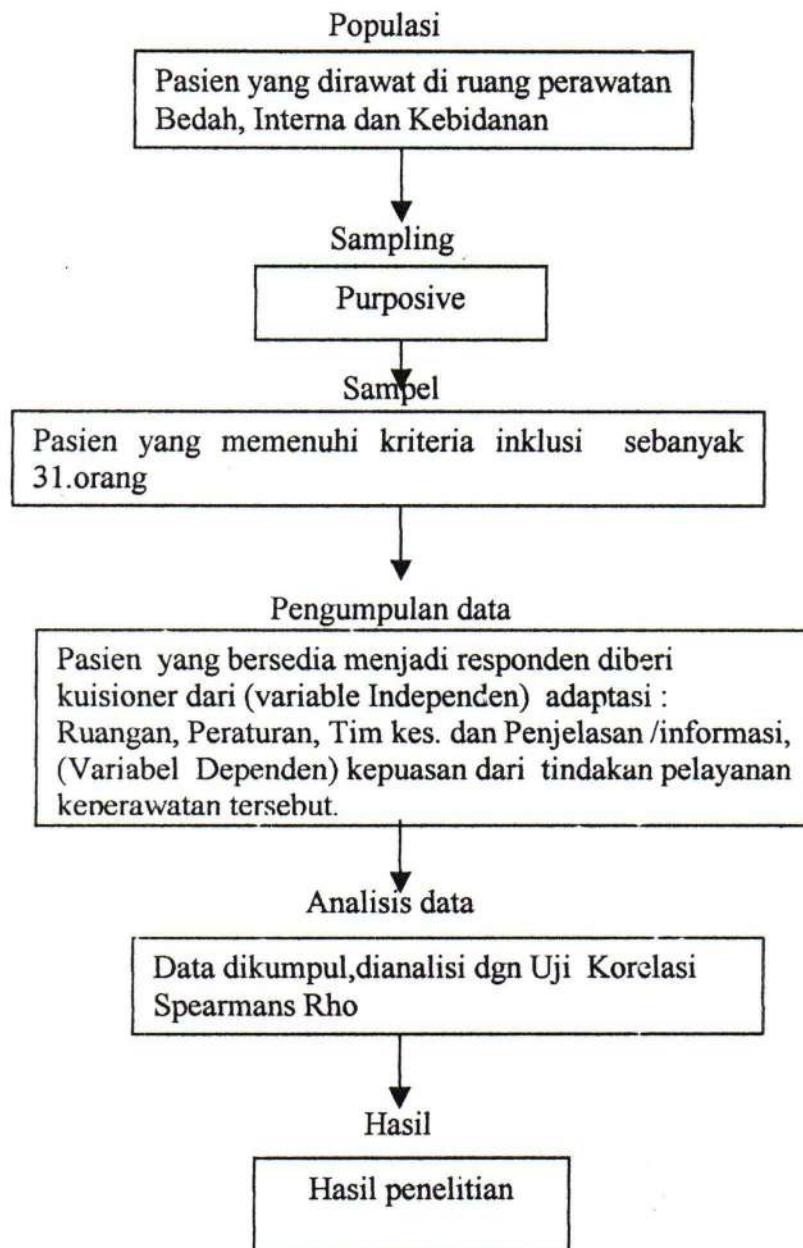 Populasi
Pasien yang dirawat di ruang perawatan
Bedah, Interna dan Kebidanan
Sampling
Purposive
Sampel
Pasien yang memenuhi kriteria inklusi sebanyak
31.orang
Pengumpulan data
Pasien yang bersedia menjadi responden diberi
kuisioner dari (variable Independen) adaptasi :
Ruangan, Peraturan, Tim kes. dan Penjelasan /informasi,
(Variabel Dependen) kepuasan dari tindakan pelayanan
keperawatan tersebut.
Analisis data
Data dikumpul,dianalisi dgn Uji Korelasi
Spearmans Rho
Hasil
Hasil penelitian